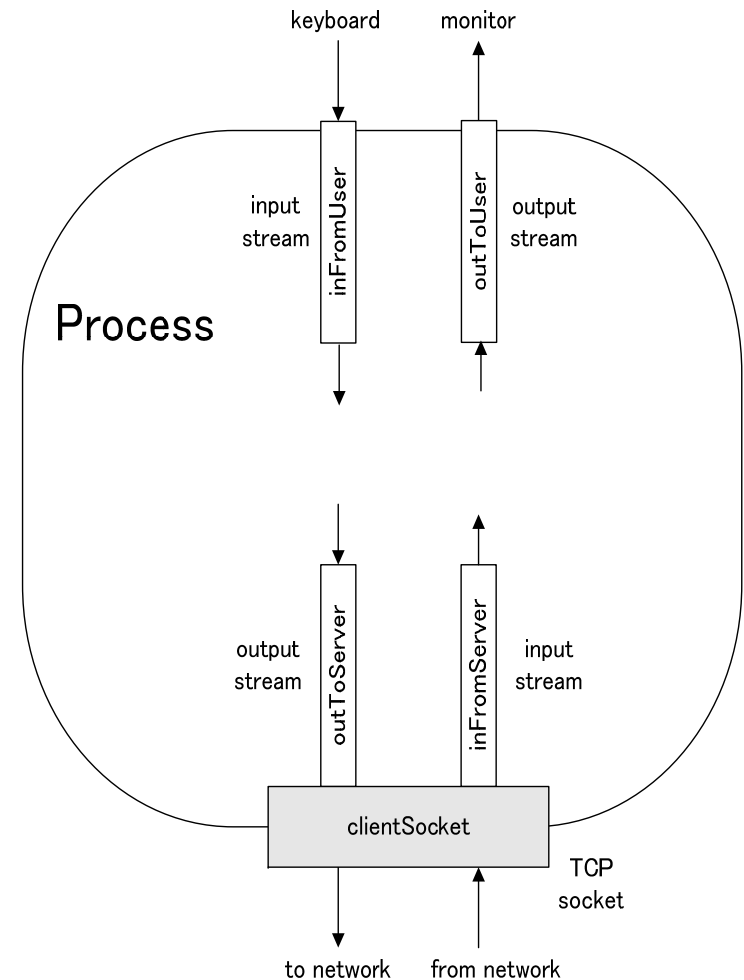 keyboard
monitor
input
stream
inFromUser
outToUser
output
stream
Process
output
stream
outToServer
inFromServer
input
stream
clientSocket
TCP
socket
to network
from network